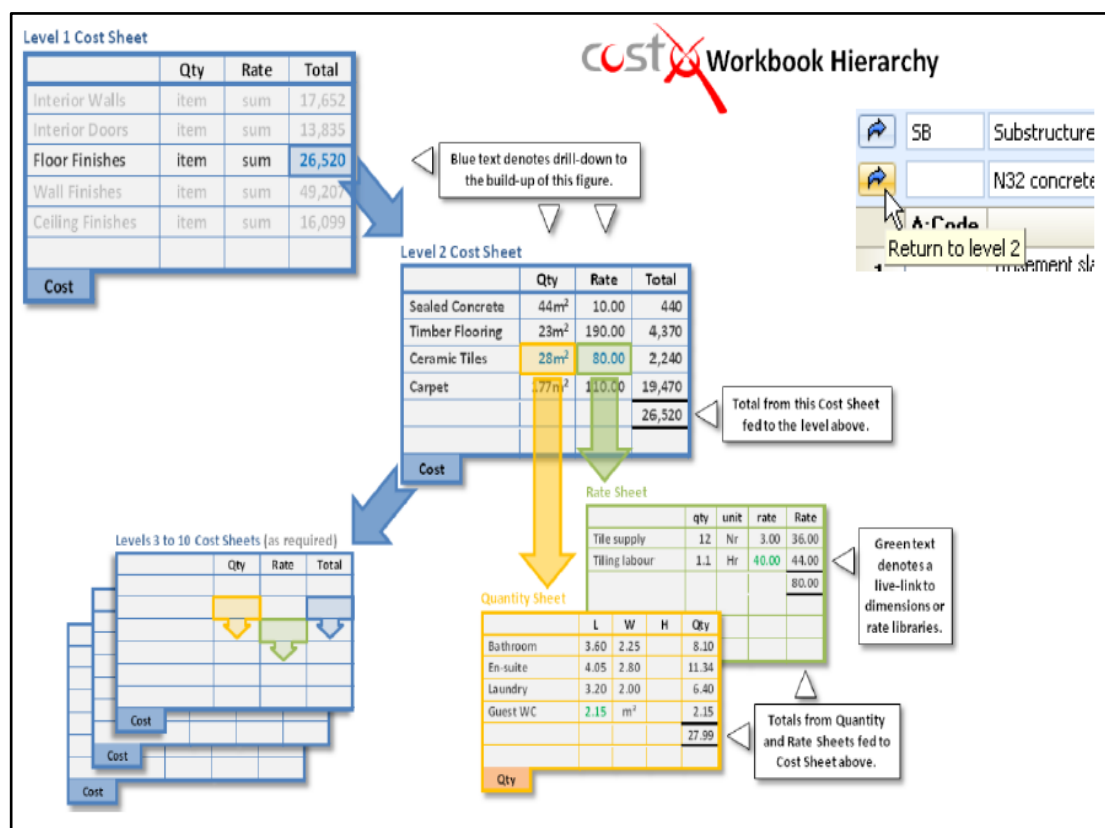 Level 1 Cost Sheet
Qty Rate Total
Interior Walls item sum 17,652
Interior Doors item sum 13,835
Floor Finishes item sum 26,520
Wall Finishes item sum 49,207
Ceiling Finishes item sum 16,099
Cost
costX Workbook Hierarchy
SB Substructure
N32 concrete
A:Code
Return to level 2
Blue text denotes drill-down to
the build-up of this figure.
Level 2 Cost Sheet
Qty Rate Total
Sealed Concrete 44m² 10.00 440
Timber Flooring 23m² 190.00 4,370
Ceramic Tiles 28m² 80.00 2,240
Carpet 177m² 110.00 19,470
26,520
Cost
Total from this Cost Sheet
fed to the level above.
Levels 3 to 10 Cost Sheets (as required)
Qty Rate Total
Cost
Cost
Cost
Rate Sheet
qty unit rate Rate
Tile supply 12 Nr 3.00 36.00
Tiling labour 1.1 Hr 40.00 44.00
80.00
Green text
denotes a
live-link to
dimensions or
rate libraries.
Quantity Sheet
L W H Qty
Bathroom 3.60 2.25 8.10
En-suite 4.05 2.80 11.34
Laundry 3.20 2.00 6.40
Guest WC 2.15 m² 2.15
27.99
Qty
Totals from Quantity
and Rate Sheets fed to
Cost Sheet above.